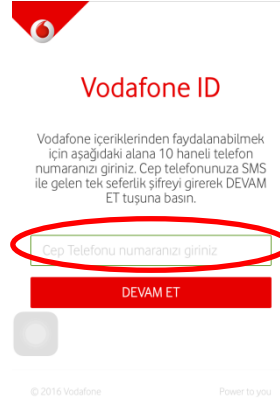 Vodafone ID
Vodafone içeriklerinden faydalanabilmek
için aşağıdaki alana 10 haneli telefon
numaranızı giriniz. Cep telefonunuza SMS
ile gelen tek seferlik şifreyi girerek DEVAM
ET tuşuna basın.
Cep Telefonu numaranızı giriniz
DEVAM ET
© 2016 Vodafone Power to you